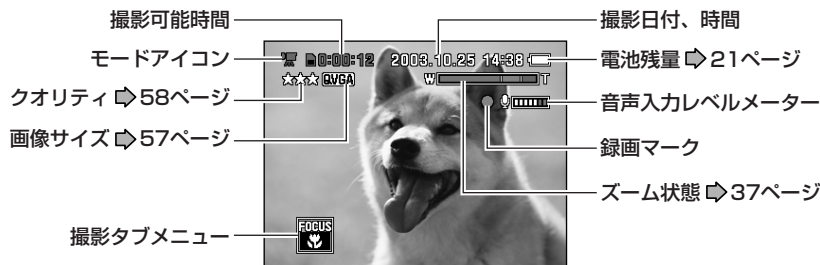 撮影可能時間
モードアイコン
クオリティ ⇨58ページ
画像サイズ ⇨57ページ
撮影タブメニュー
0:00:12 2003.10.25 14:38
☆☆☆ QVGA W T
FOCUS
撮影日付、時間
電池残量 ⇨21ページ
音声入力レベルメーター
録画マーク
ズーム状態 ⇨37ページ